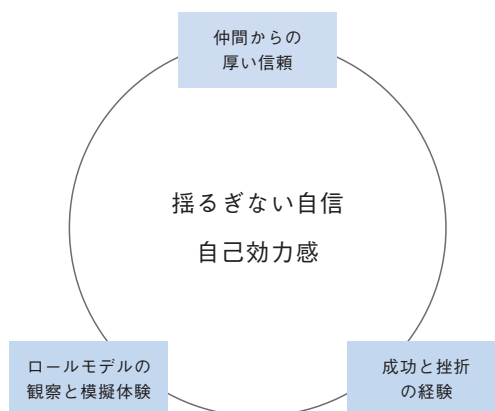 仲間からの
厚い信頼
揺るぎない自信
自己効力感
ロールモデルの
観察と模擬体験
成功と挫折
の経験